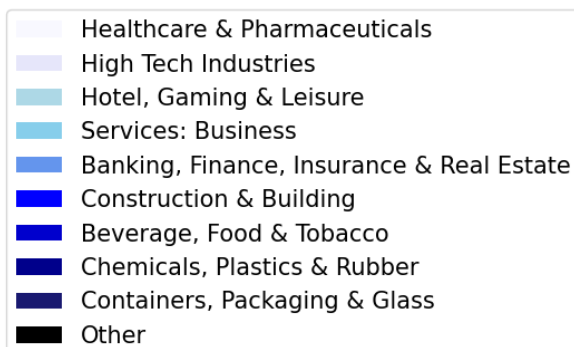 Healthcare & Pharmaceuticals
High Tech Industries
Hotel, Gaming & Leisure
Services: Business
Banking, Finance, Insurance & Real Estate
Construction & Building
Beverage, Food & Tobacco
Chemicals, Plastics & Rubber
Containers, Packaging & Glass
Other